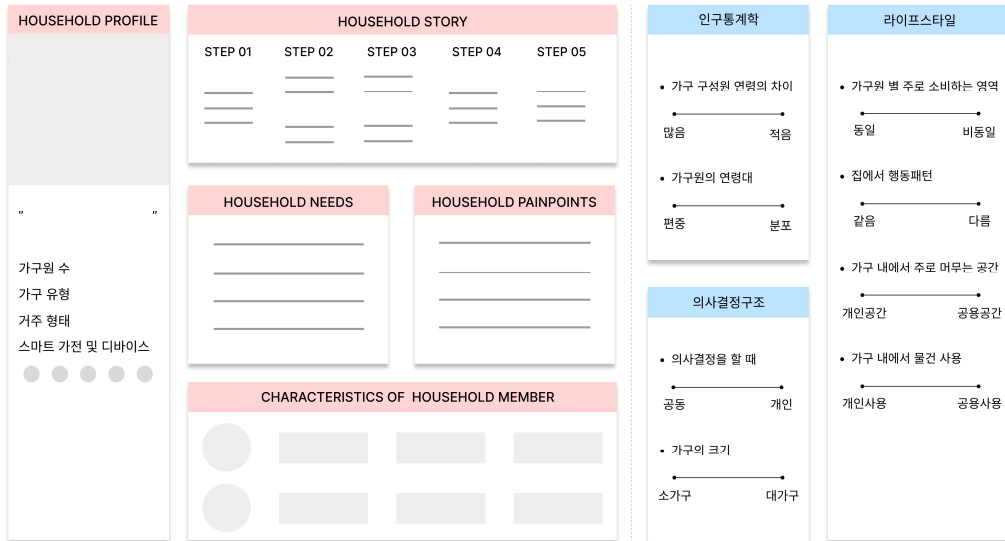 HOUSEHOLD PROFILE
" "
가구원 수
가구 유형
거주 형태
스마트 가전 및 디바이스
HOUSEHOLD STORY
STEP 01 STEP 02 STEP 03 STEP 04 STEP 05
HOUSEHOLD NEEDS
HOUSEHOLD PAINPOINTS
CHARACTERISTICS OF HOUSEHOLD MEMBER
인구통계학
• 가구 구성원 연령의 차이
많음 적음
• 가구원의 연령대
편중 분포
의사결정구조
• 의사결정을 할 때
공동 개인
• 가구의 크기
소가구 대가구
라이프스타일
• 가구원 별 주로 소비하는 영역
동일 비동일
• 집에서 행동패턴
같음 다름
• 가구 내에서 주로 머무는 공간
개인공간 공용공간
• 가구 내에서 물건 사용
개인사용 공용사용